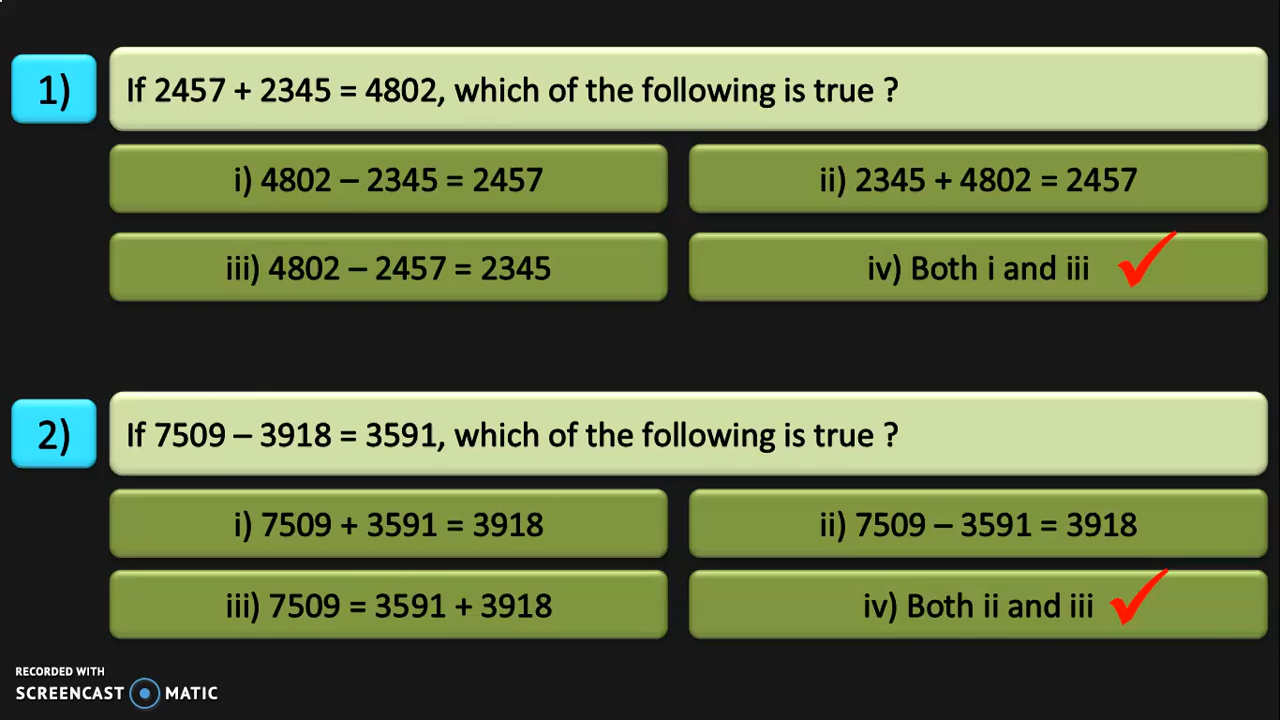 1)
If 2457 + 2345 = 4802, which of the following is true ?
i) 4802 – 2345 = 2457
ii) 2345 + 4802 = 2457
iii) 4802 – 2457 = 2345
iv) Both i and iii
2)
If 7509 – 3918 = 3591, which of the following is true ?
i) 7509 + 3591 = 3918
ii) 7509 – 3591 = 3918
iii) 7509 = 3591 + 3918
iv) Both ii and iii
RECORDED WITH
SCREENCAST MATIC